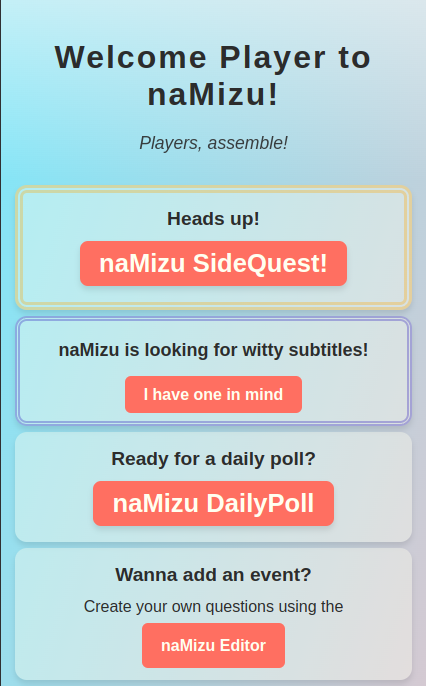 Welcome Player to
naMizu!
Players, assemble!
Heads up!
naMizu SideQuest!
naMizu is looking for witty subtitles!
I have one in mind
Ready for a daily poll?
naMizu DailyPoll
Wanna add an event?
Create your own questions using the
naMizu Editor